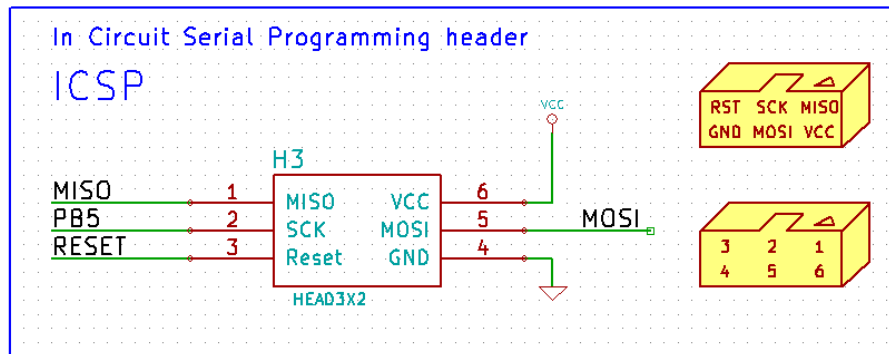 In Circuit Serial Programming header
ICSP
VCC
RST SCK MISO
GND MOSI VCC
H3
MISO 1 MISO VCC 6
PB5 2 SCK MOSI 5 MOSI
RESET 3 Reset GND 4
HEAD3X2
3 2 1
4 5 6